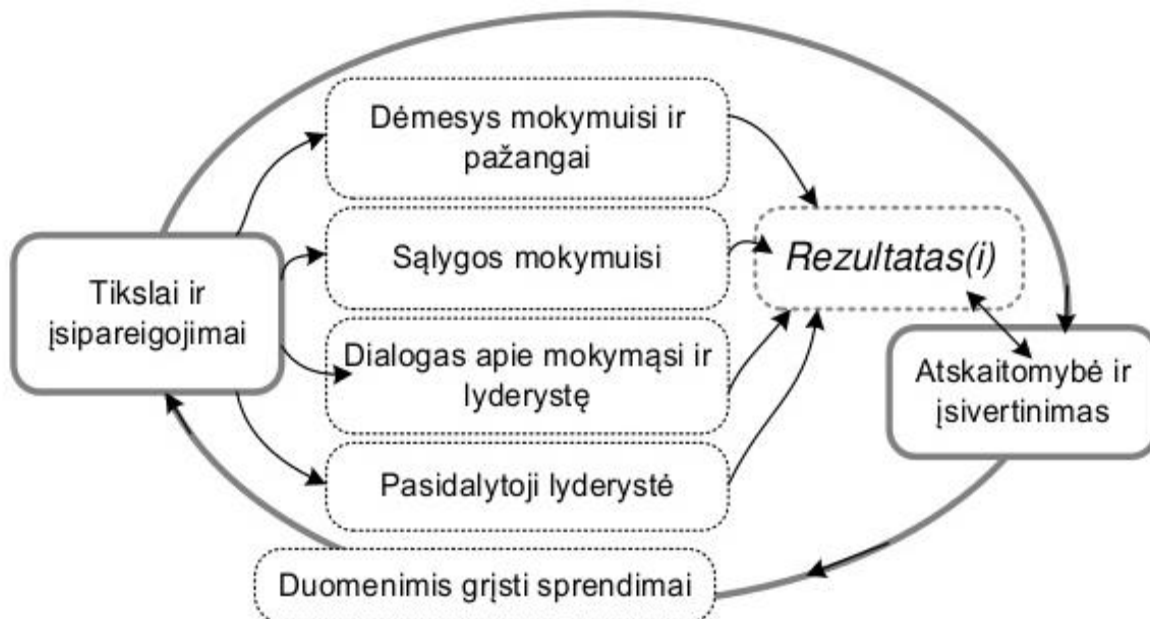 Dėmesys mokymuisi ir
pažangai
Sąlygos mokymuisi
Rezultatas(i)
Tikslai ir
įsipareigojimai
Dialogas apie mokymąsi ir
lyderystę
Atskaitomybė ir
įsivertinimas
Pasidalytoji lyderystė
Duomenimis grįsti sprendimai